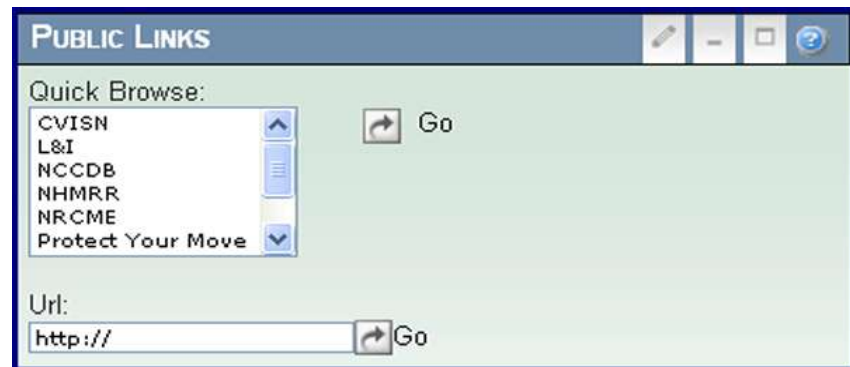 PUBLIC LINKS
Quick Browse:
CVISN
L&I
NCCDB
NHMRR
NRCME
Protect Your Move
Go
Url:
http://
Go